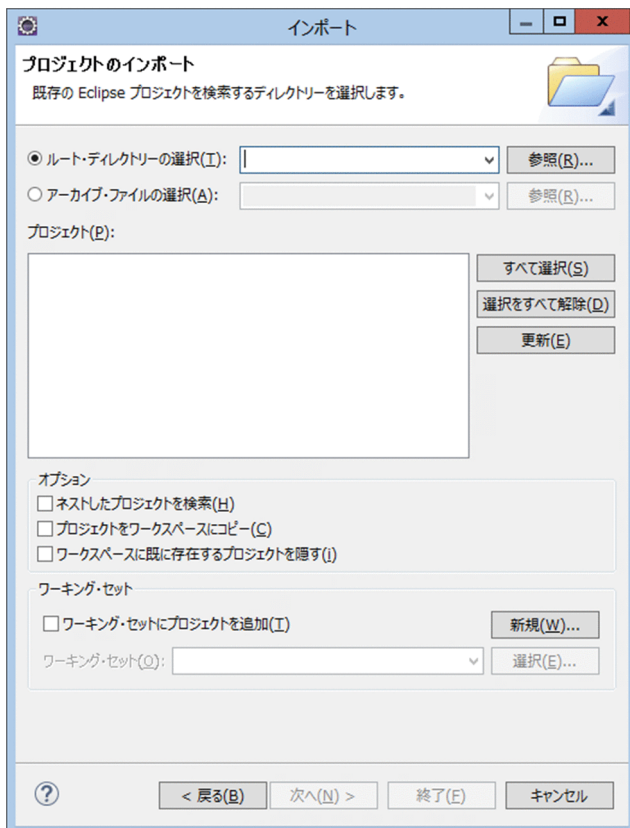 インポート
プロジェクトのインポート
既存の Eclipse プロジェクトを検索するディレクトリーを選択します。
ルート・ディレクトリーの選択(T):
参照(R)...
アーカイブ・ファイルの選択(A):
参照(R)...
プロジェクト(P):
すべて選択(S)
選択をすべて解除(D)
更新(E)
オプション
ネストしたプロジェクトを検索(H)
プロジェクトをワークスペースにコピー(C)
ワークスペースに既に存在するプロジェクトを隠す(i)
ワーキング・セット
ワーキング・セットにプロジェクトを追加(T)
新規(W)...
ワーキング・セット(O):
選択(E)...
?
< 戻る(B)
次へ(N) >
終了(F)
キャンセル